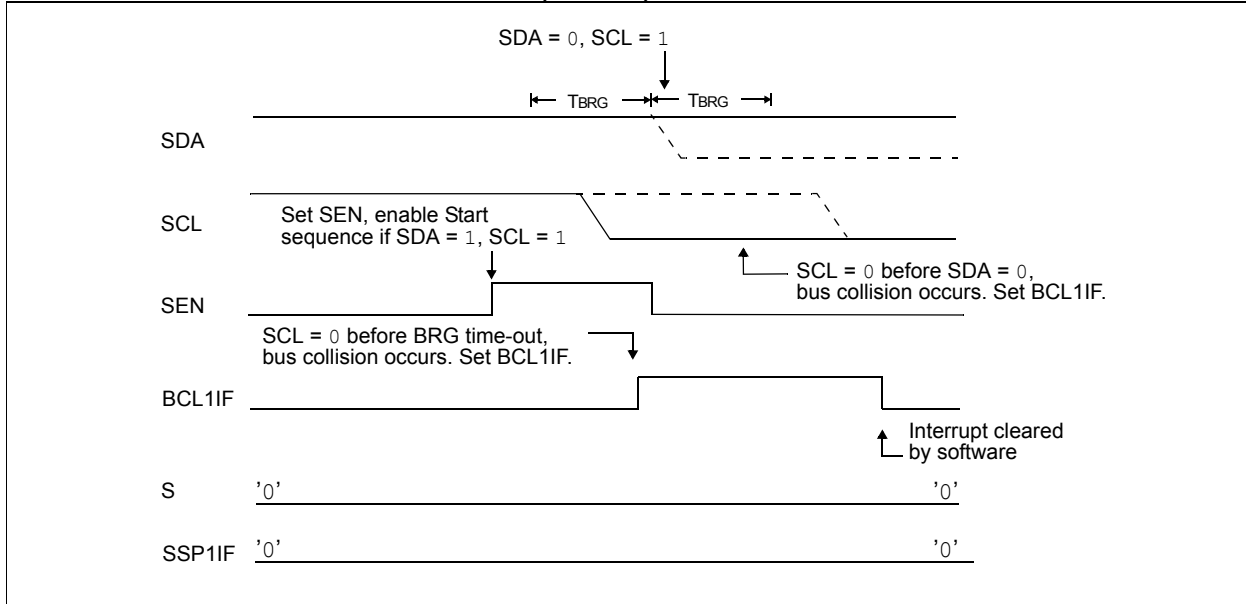 SDA = 0, SCL = 1
TBRG TBRG
SDA
SCL
Set SEN, enable Start
sequence if SDA = 1, SCL = 1
SCL = 0 before SDA = 0,
bus collision occurs. Set BCL1IF.
SEN
SCL = 0 before BRG time-out,
bus collision occurs. Set BCL1IF.
BCL1IF
Interrupt cleared
by software
S '0' '0'
SSP1IF '0' '0'